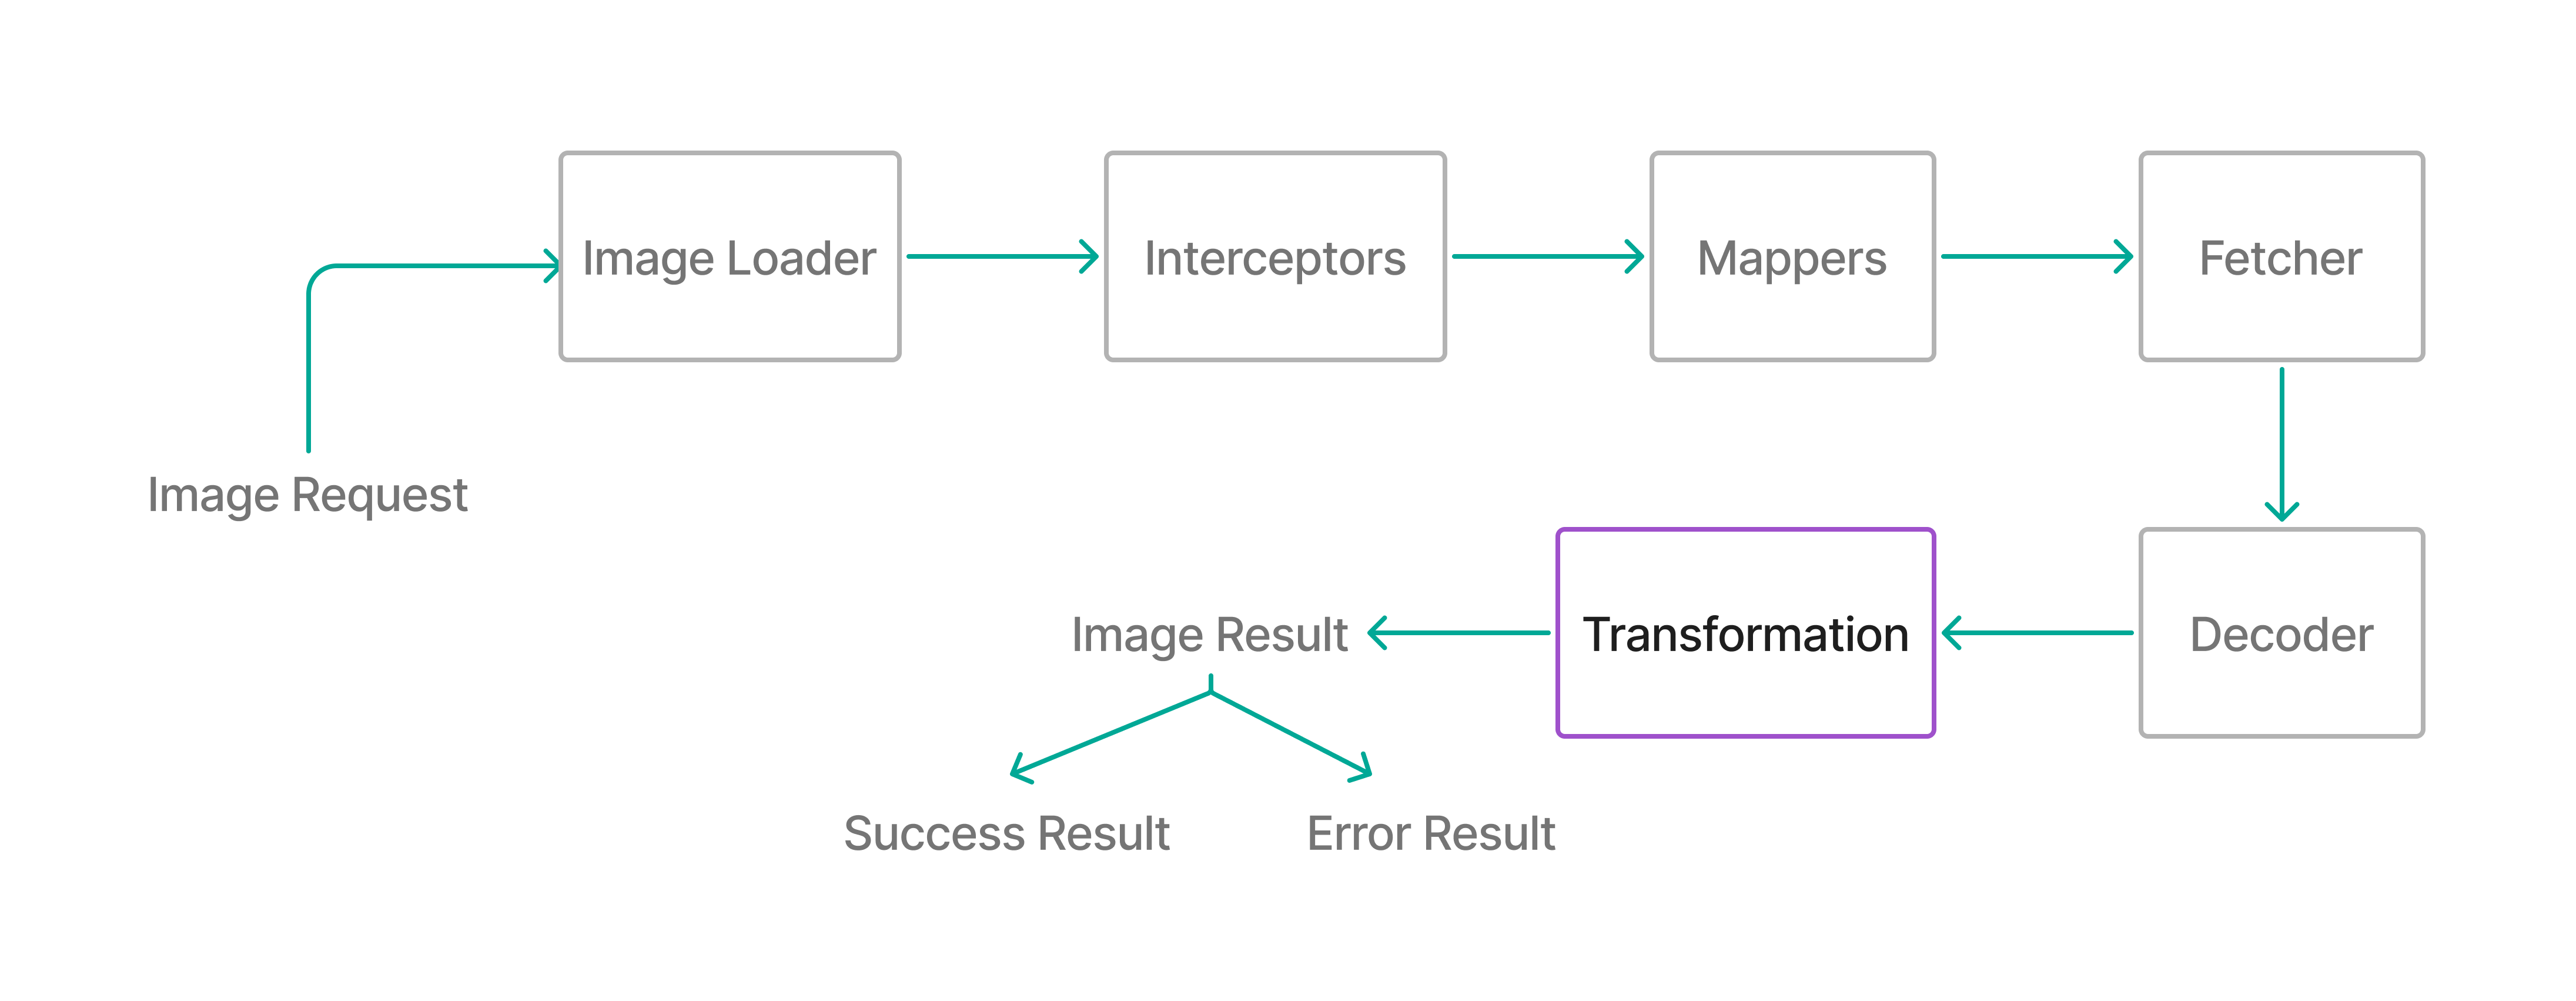 Image Loader
Interceptors
Mappers
Fetcher
Image Request
Image Result
Transformation
Decoder
Success Result
Error Result